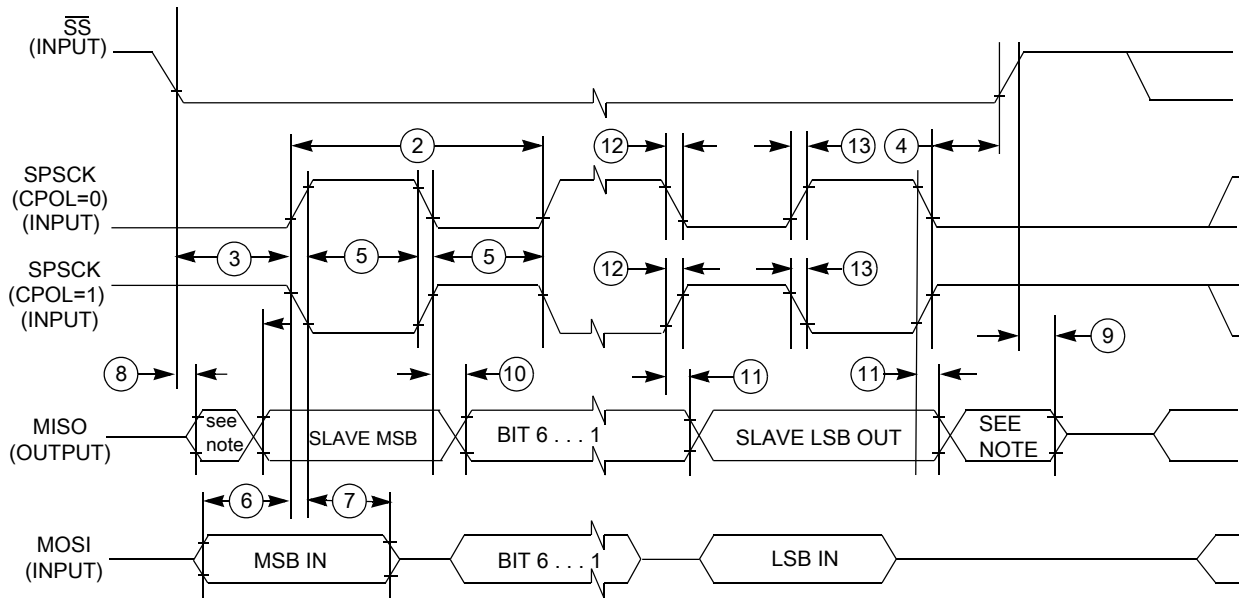 SS
(INPUT)
2
12
13
4
SPSCK
(CPOL=0)
(INPUT)
3
5
5
SPSCK
(CPOL=1)
(INPUT)
12
13
8
10
11
11
9
MISO
(OUTPUT)
see
note
SLAVE MSB
BIT 6 . . . 1
SLAVE LSB OUT
SEE
NOTE
6
7
MOSI
(INPUT)
MSB IN
BIT 6 . . . 1
LSB IN